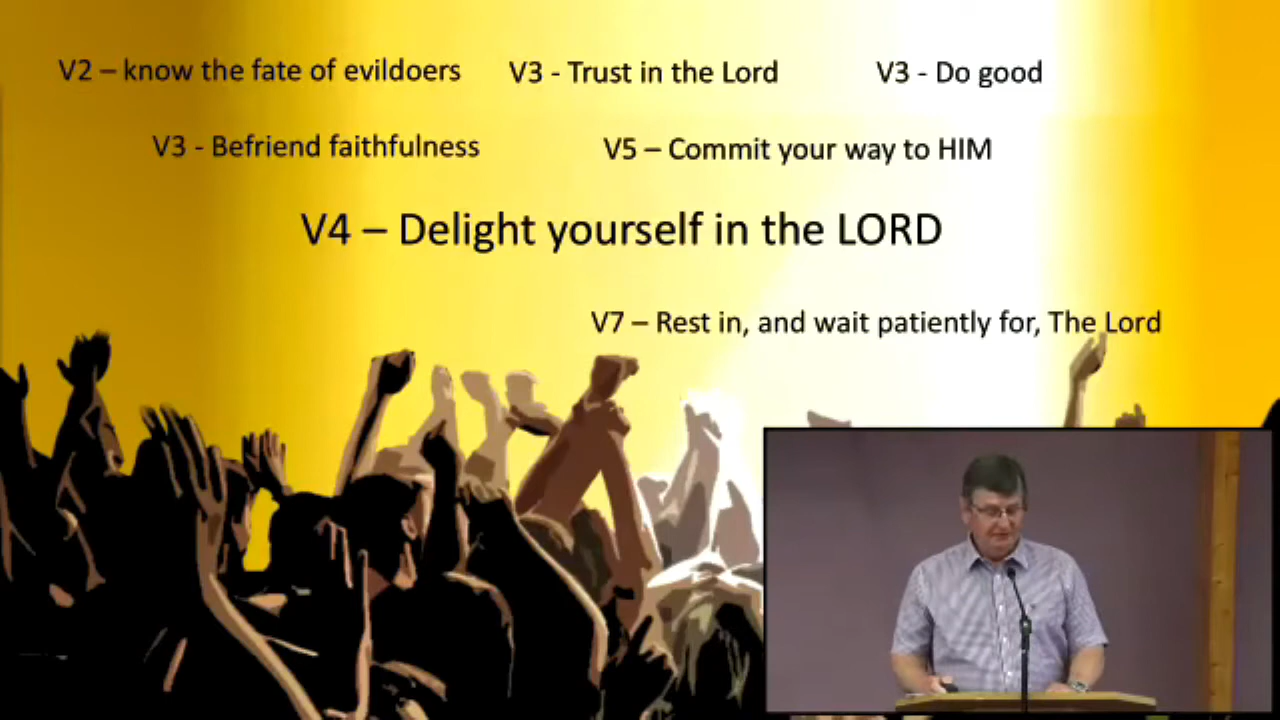 V2 – know the fate of evildoers
V3 - Trust in the Lord
V3 - Do good
V3 - Befriend faithfulness
V5 – Commit your way to HIM
V4 – Delight yourself in the LORD
V7 – Rest in, and wait patiently for, The Lord